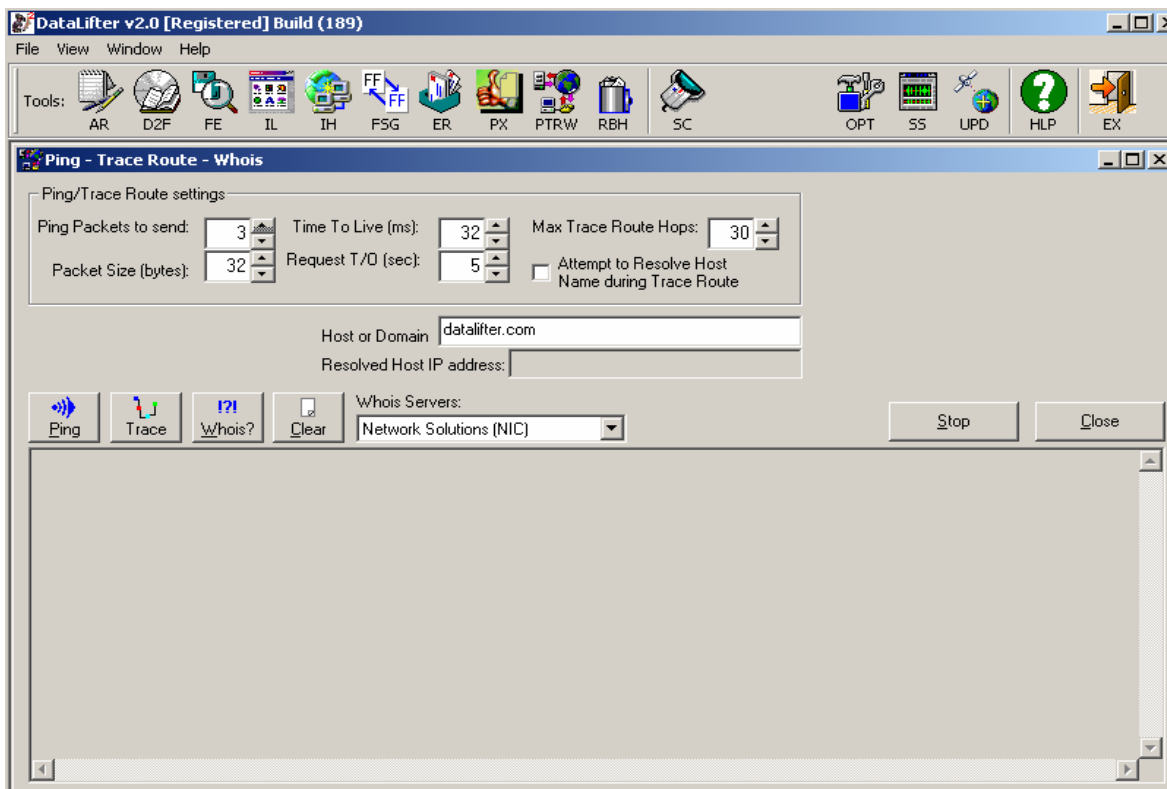 DataLifter v2.0 [Registered] Build (189)
File View Window Help
Tools:
FF
FF
AR D2F FE IL IH FSG ER PX PTRW RBH SC OPT SS UPD HLP EX
Ping - Trace Route - Whois
Ping/Trace Route settings
Ping Packets to send: 3 Time To Live (ms): 32 Max Trace Route Hops: 30
Packet Size (bytes): 32 Request T/O (sec): 5 Attempt to Resolve Host
Name during Trace Route
Host or Domain datalifter.com
Resolved Host IP address:
!?! Whois Servers:
Ping Trace Whois? Clear Network Solutions (NIC) Stop Close